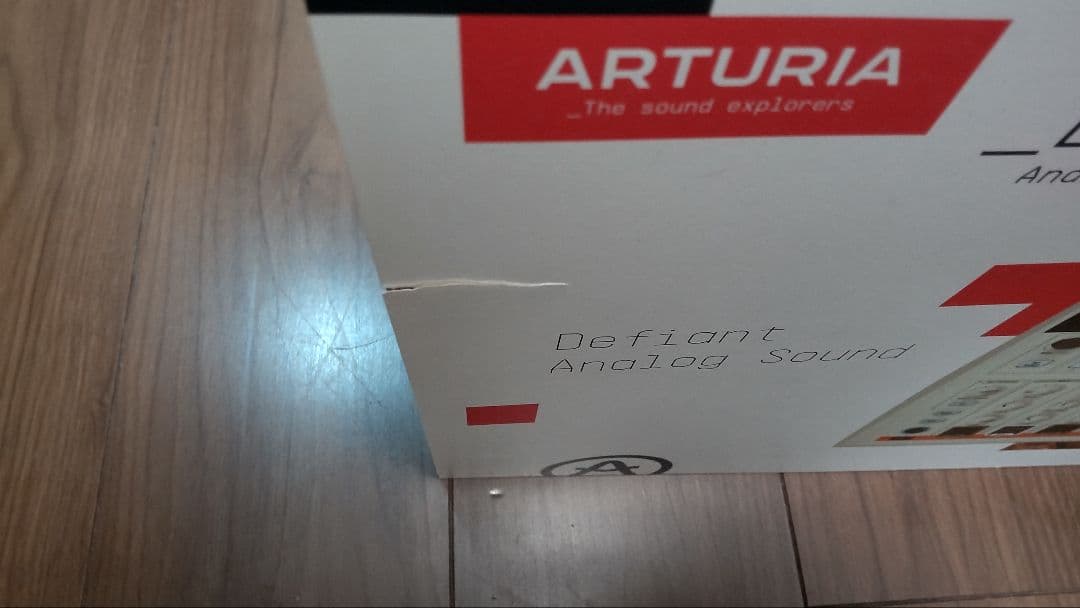 ARTURIA
_The sound explorers
Defiant
Analog Sound